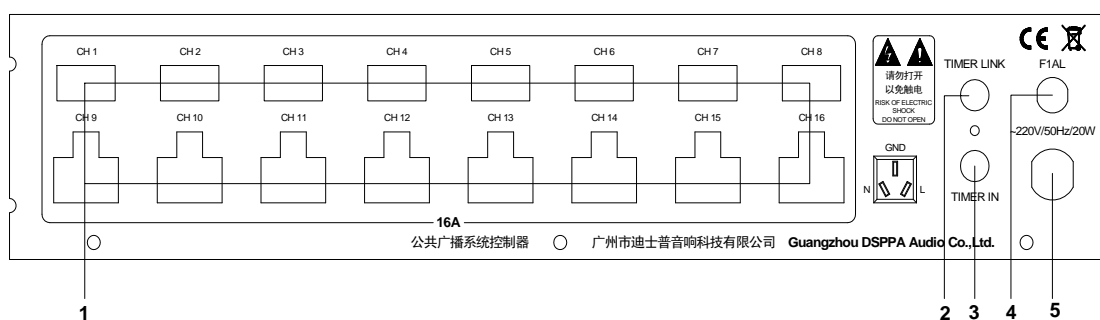 CH 1 CH 2 CH 3 CH 4 CH 5 CH 6 CH 7 CH 8
CH 9 CH 10 CH 11 CH 12 CH 13 CH 14 CH 15 CH 16
16A
请勿打开
以免触电
RISK OF ELECTRIC
SHOCK
DO NOT OPEN
GND
N L
TIMER LINK
TIMER IN
CE
F1AL
~220V/50Hz/20W
公共广播系统控制器 广州市迪士普音响科技有限公司 Guangzhou DSPPA Audio Co.,Ltd.
1 2 3 4 5